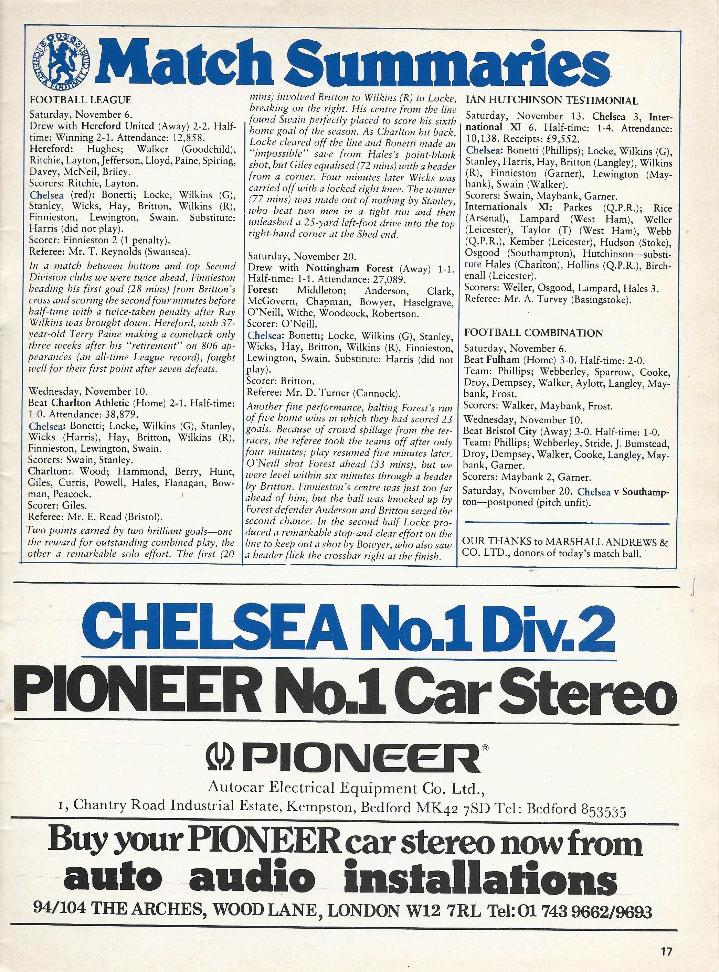 Match Summaries
FOOTBALL LEAGUE
Saturday, November 6.
Drew with Hereford United (Away) 2-2. Half-
time: Winning 2-1. Attendance: 12,858.
Hereford: Hughes; Walker (Goodchild),
Ritchie, Layton, Jefferson, Lloyd, Paine, Spiring,
Davey, McNeil, Briley.
Scorers: Ritchie, Layton.
Chelsea (red): Bonetti; Locke, Wilkins (G),
Stanley, Wicks, Hay, Britton, Wilkins (R),
Finnieston, Lewington, Swain. Substitute:
Harris (did not play).
Scorer: Finnieston 2 (1 penalty).
Referee: Mr. T. Reynolds (Swansea).
In a match between bottom and top Second
Division clubs we were twice ahead, Finnieston
heading his first goal (28 mins) from Britton's
cross and scoring the second four minutes before
half-time with a twice-taken penalty after Ray
Wilkins was brought down. Hereford, with 37-
year-old Terry Paine making a comeback only
three weeks after his "retirement" on 806 ap-
pearances (an all-time League record), fought
well for their first point after seven defeats.
Wednesday, November 10.
Beat Charlton Athletic (Home) 2-1. Half-time:
1-0. Attendance: 38,879.
Chelsea: Bonetti; Locke, Wilkins (G), Stanley,
Wicks (Harris), Hay, Britton, Wilkins (R),
Finnieston, Lewington, Swain.
Scorers: Swain, Stanley.
Charlton: Wood; Hammond, Berry, Hunt,
Giles, Curtis, Powell, Hales, Flanagan, Bow-
man, Peacock.
Scorer: Giles.
Referee: Mr. E. Read (Bristol).
Two points earned by two brilliant goals—one
the reward for outstanding combined play, the
other a remarkable solo effort. The first (20
mins) involved Britton to Wilkins (R) to Locke,
breaking on the right. His centre from the line
found Swain perfectly placed to score his sixth
home goal of the season. As Charlton hit back,
Locke cleared off the line and Bonetti made an
"impossible" save from Hales's point-blank
shot, but Giles equalised (72 mins) with a header
from a corner. Four minutes later Wicks was
carried off with a locked right knee. The winner
(77 mins) was made out of nothing by Stanley,
who beat two men in a tight run and then
unleashed a 25-yard left-foot drive into the top
right-hand corner at the Shed end.
Saturday, November 20.
Drew with Nottingham Forest (Away) 1-1.
Half-time: 1-1. Attendance: 27,089.
Forest: Middleton; Anderson, Clark,
McGovern, Chapman, Bowyer, Haselgrave,
O'Neill, Withe, Woodcock, Robertson.
Scorer: O'Neill.
Chelsea: Bonetti; Locke, Wilkins (G), Stanley,
Wicks, Hay, Britton, Wilkins (R), Finnieston,
Lewington, Swain. Substitute: Harris (did not
play).
Scorer: Britton.
Referee: Mr. D. Turner (Cannock).
Another fine performance, halting Forest's run
of five home wins in which they had scored 23
goals. Because of crowd spillage from the ter-
races, the referee took the teams off after only
four minutes; play resumed five minutes later.
O'Neill shot Forest ahead (33 mins), but we
were level within six minutes through a header
by Britton. Finnieston's centre was just too far
ahead of him, but the ball was knocked up by
Forest defender Anderson and Britton seized the
second chance. In the second half Locke pro-
duced a remarkable stop-and-clear effort on the
line to keep out a shot by Bowyer, who also saw
a header flick the crossbar right at the finish.
IAN HUTCHINSON TESTIMONIAL
Saturday, November 13. Chelsea 3, Inter-
national XI 6. Half-time: 1-4. Attendance:
10,138. Receipts: £9,552.
Chelsea: Bonetti (Phillips); Locke, Wilkins (G),
Stanley, Harris, Hay, Britton (Langley), Wilkins
(R), Finnieston (Garner), Lewington (May-
bank), Swain (Walker).
Scorers: Swain, Maybank, Garner.
Internationals XI: Parkes (Q.P.R.); Rice
(Arsenal), Lampard (West Ham), Weller
(Leicester), Taylor (T) (West Ham), Webb
(Q.P.R.), Kember (Leicester), Hudson (Stoke),
Osgood (Southampton), Hutchinson—substi-
ture Hales (Charlton), Hollins (Q.P.R.), Birch-
enall (Leicester).
Scorers: Weller, Osgood, Lampard, Hales 3.
Referee: Mr. A. Turvey (Basingstoke).
FOOTBALL COMBINATION
Saturday, November 6.
Beat Fulham (Home) 3-0. Half-time: 2-0.
Team: Phillips; Webberley, Sparrow, Cooke,
Droy, Dempsey, Walker, Aylott, Langley, May-
bank, Frost.
Scorers: Walker, Maybank, Frost.
Wednesday, November 10.
Beat Bristol City (Away) 3-0. Half-time: 1-0.
Team: Phillips; Webberley, Stride, J. Bumstead,
Droy, Dempsey, Walker, Cooke, Langley, May-
bank, Garner.
Scorers: Maybank 2, Garner.
Saturday, November 20. Chelsea v Southamp-
ton—postponed (pitch unfit).
OUR THANKS to MARSHALL ANDREWS &
CO. LTD., donors of today's match ball.
CHELSEA No.1 Div.2
PIONEER No.1 Car Stereo
PIONEER®
Autocar Electrical Equipment Co. Ltd.,
1, Chantry Road Industrial Estate, Kempston, Bedford MK42 7SD Tel: Bedford 853535
Buy your PIONEER car stereo now from
auto audio installations
94/104 THE ARCHES, WOOD LANE, LONDON W12 7RL Tel: 01 743 9662/9693
17